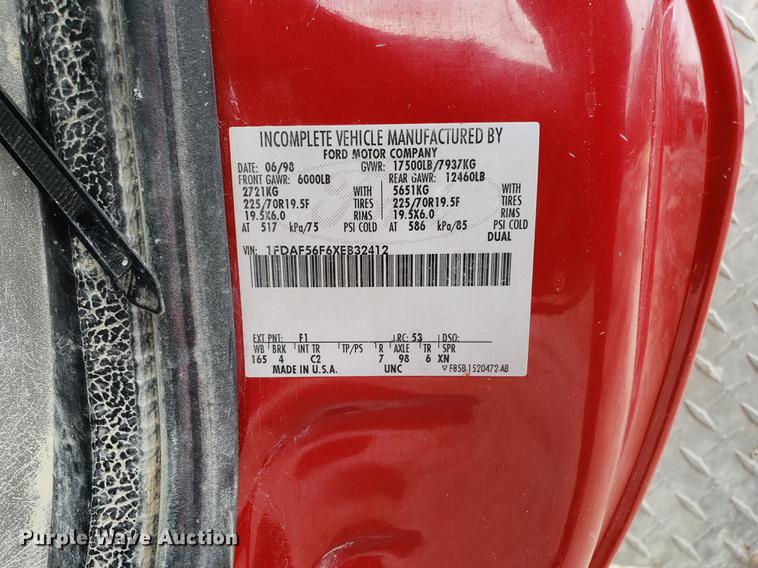 INCOMPLETE VEHICLE MANUFACTURED BY
FORD MOTOR COMPANY
DATE: 06/98 GVWR: 17500LB/7937KG
FRONT GAWR: 6000LB REAR GAWR: 12460LB
2721KG WITH 5651KG WITH
225/70R19.5F TIRES 225/70R19.5F TIRES
19.5X6.0 RIMS 19.5X6.0 RIMS
AT 517 kPa/75 PSI COLD AT 586 kPa/85 PSI COLD
DUAL
VIN: 1FDAF56F6XEB32412
EXT PNT: F1 RC: 53 DSO:
WB BRK INT TR TP/PS R AXLE TR SPR
165 4 C2 7 98 6 XN
MADE IN U.S.A. UNC F85B-1520472-AB
Purple Wave Auction